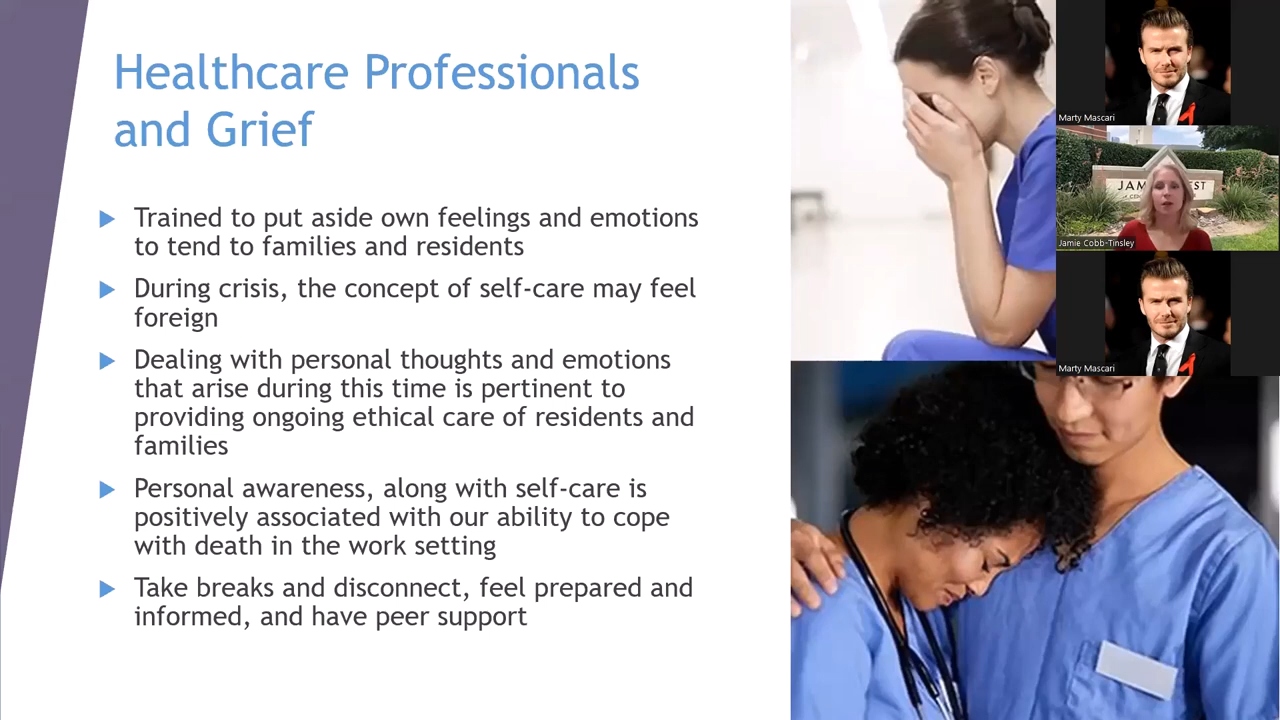 Healthcare Professionals
and Grief
Trained to put aside own feelings and emotions
to tend to families and residents
During crisis, the concept of self-care may feel
foreign
Dealing with personal thoughts and emotions
that arise during this time is pertinent to
providing ongoing ethical care of residents and
families
Personal awareness, along with self-care is
positively associated with our ability to cope
with death in the work setting
Take breaks and disconnect, feel prepared and
informed, and have peer support
Marty Mascari
Jamie Cobb-Tinsley
Marty Mascari